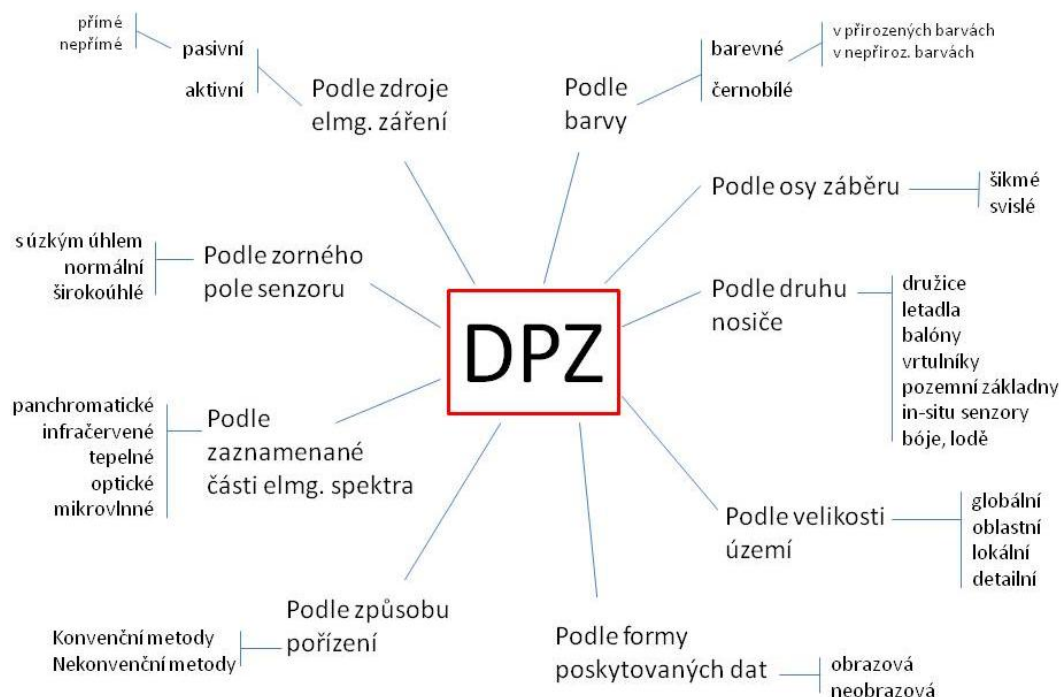 přímé
nepřímé
pasivní
aktivní
Podle zdroje
elmg. záření
Podle
barvy
barevné
černobílé
v přirozených barvách
v nepřiroz. barvách
Podle osy záběru
šikmé
svislé
s úzkým úhlem
normální
širokoúhlé
Podle zorného
pole senzoru
DPZ
Podle druhu
nosiče
družice
letadla
balóny
vrtulníky
pozemní základny
in-situ senzory
bóje, lodě
panchromatické
infračervené
tepelné
optické
mikrovlnné
Podle
zaznamenané
části elmg. spektra
Podle velikosti
území
globální
oblastní
lokální
detailní
Podle způsobu
pořízení
Konvenční metody
Nekonvenční metody
Podle formy
poskytovaných dat
obrazová
neobrazová